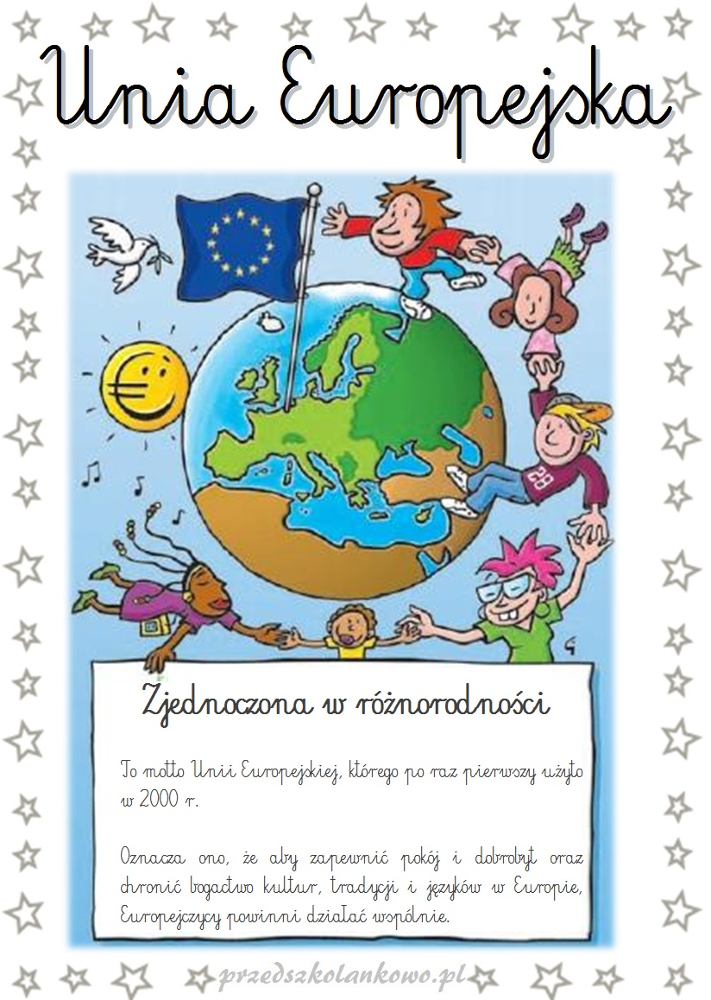 Unia Europejska
28
Zjednoczona w różnorodności
To motto Unii Europejskiej, którego po raz pierwszy użyto
w 2000 r.
Oznacza ono, że aby zapewnić pokój i dobrobyt oraz
chronić bogactwo kultur, tradycji i języków w Europie,
Europejczycy powinni działać wspólnie.
przedszkolankowo.pl